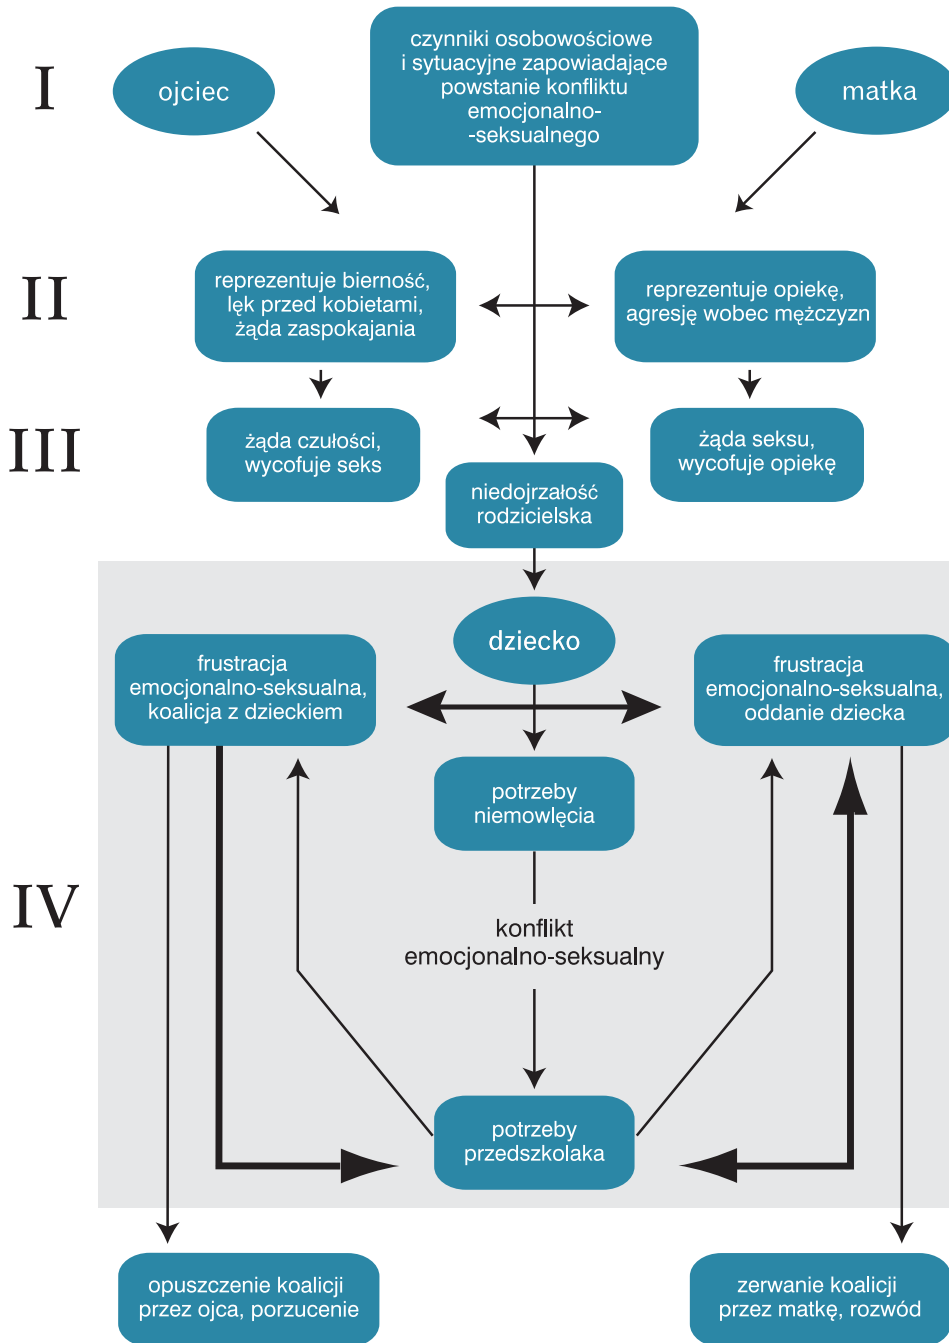 I
ojciec
czynniki osobowościowe
i sytuacyjne zapowiadające
powstanie konfliktu
emocjonalno-
-seksualnego
matka
II
reprezentuje bierność,
lęk przed kobietami,
żąda zaspokajania
reprezentuje opiekę,
agresję wobec mężczyzn
III
żąda czułości,
wycofuje seks
żąda seksu,
wycofuje opiekę
niedojrzałość
rodzicielska
dziecko
frustracja
emocjonalno-seksualna,
koalicja z dzieckiem
frustracja
emocjonalno-seksualna,
oddanie dziecka
potrzeby
niemowlęcia
IV
konflikt
emocjonalno-seksualny
potrzeby
przedszkolaka
opuszczenie koalicji
przez ojca, porzucenie
zerwanie koalicji
przez matkę, rozwód